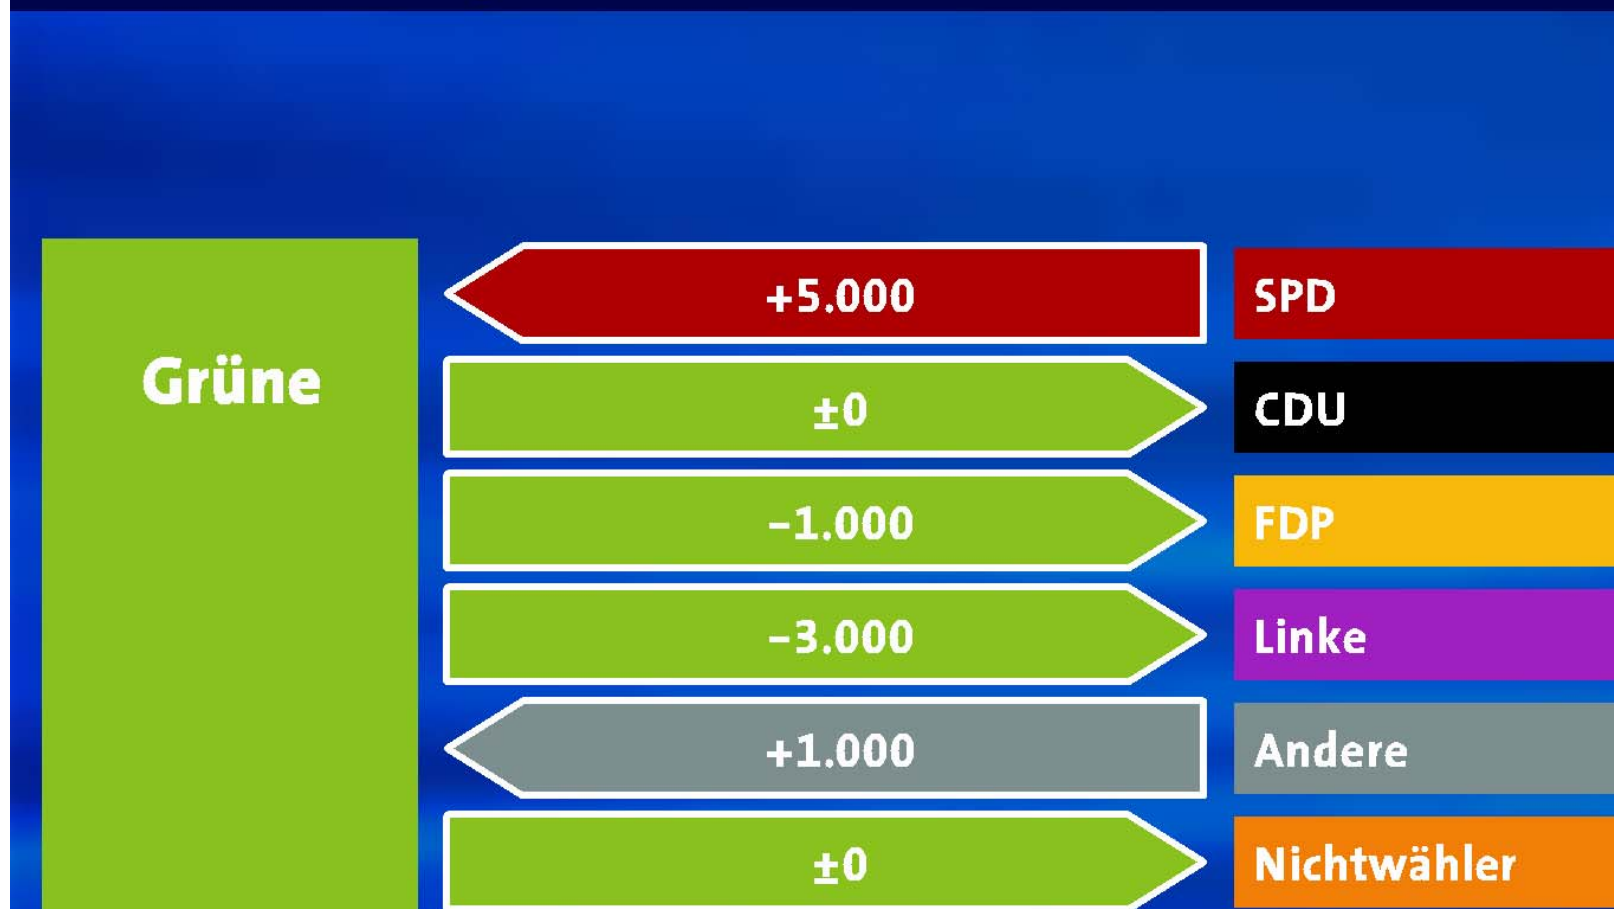 Grüne
+5.000 SPD
±0 CDU
–1.000 FDP
–3.000 Linke
+1.000 Andere
±0 Nichtwähler